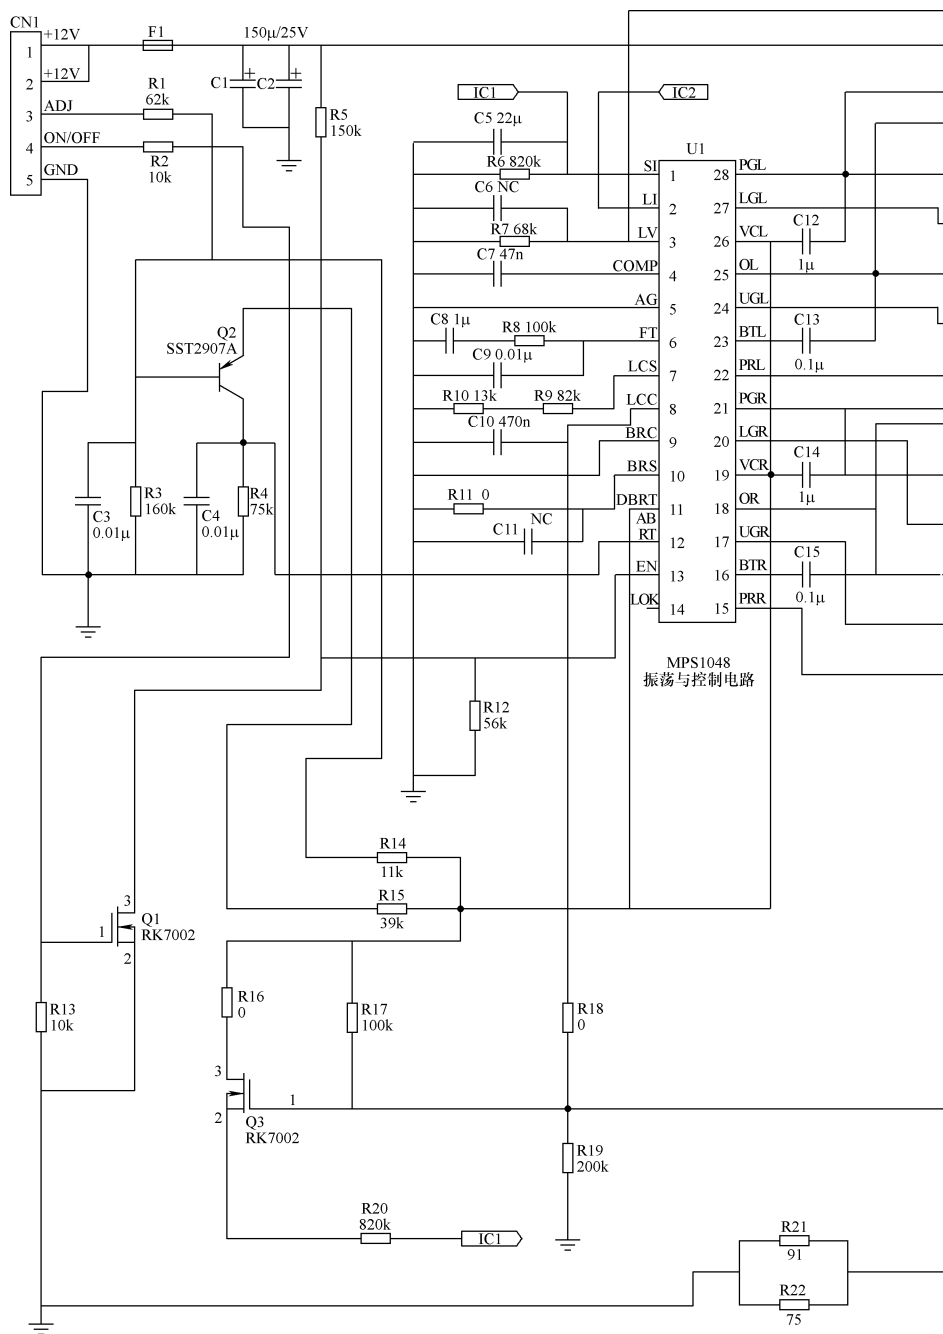 CN1
+12V
F1
150μ/25V
1
+12V
C1
+
C2
+
2
R1
62k
ADJ
3
R5
150k
ON/OFF
4
R2
10k
GND
5
IC1
IC2
C5 22μ
R6 820k
C6 NC
R7 68k
C7 47n
C8 1μ
R8 100k
C9 0.01μ
R10 13k
R9 82k
C10 470n
R11 0
NC
C11
U1
SI
1
28
PGL
LI
2
27
LGL
LV
3
26
VCL
COMP
4
25
OL
AG
5
24
UGL
FT
6
23
BTL
LCS
7
22
PRL
LCC
8
21
PGR
BRC
9
20
LGR
BRS
10
19
VCR
DBRT
11
18
OR
AB
RT
12
17
UGR
EN
13
16
BTR
LOK
14
15
PRR
MPS1048
振荡与控制电路
C12
1μ
C13
0.1μ
C14
1μ
C15
0.1μ
Q2
SST2907A
C3
0.01μ
R3
160k
C4
0.01μ
R4
75k
R12
56k
R14
11k
R15
39k
3
1
Q1
RK7002
2
R13
10k
R16
0
R17
100k
R18
0
3
1
2
Q3
RK7002
R19
200k
R20
820k
IC1
R21
91
R22
75